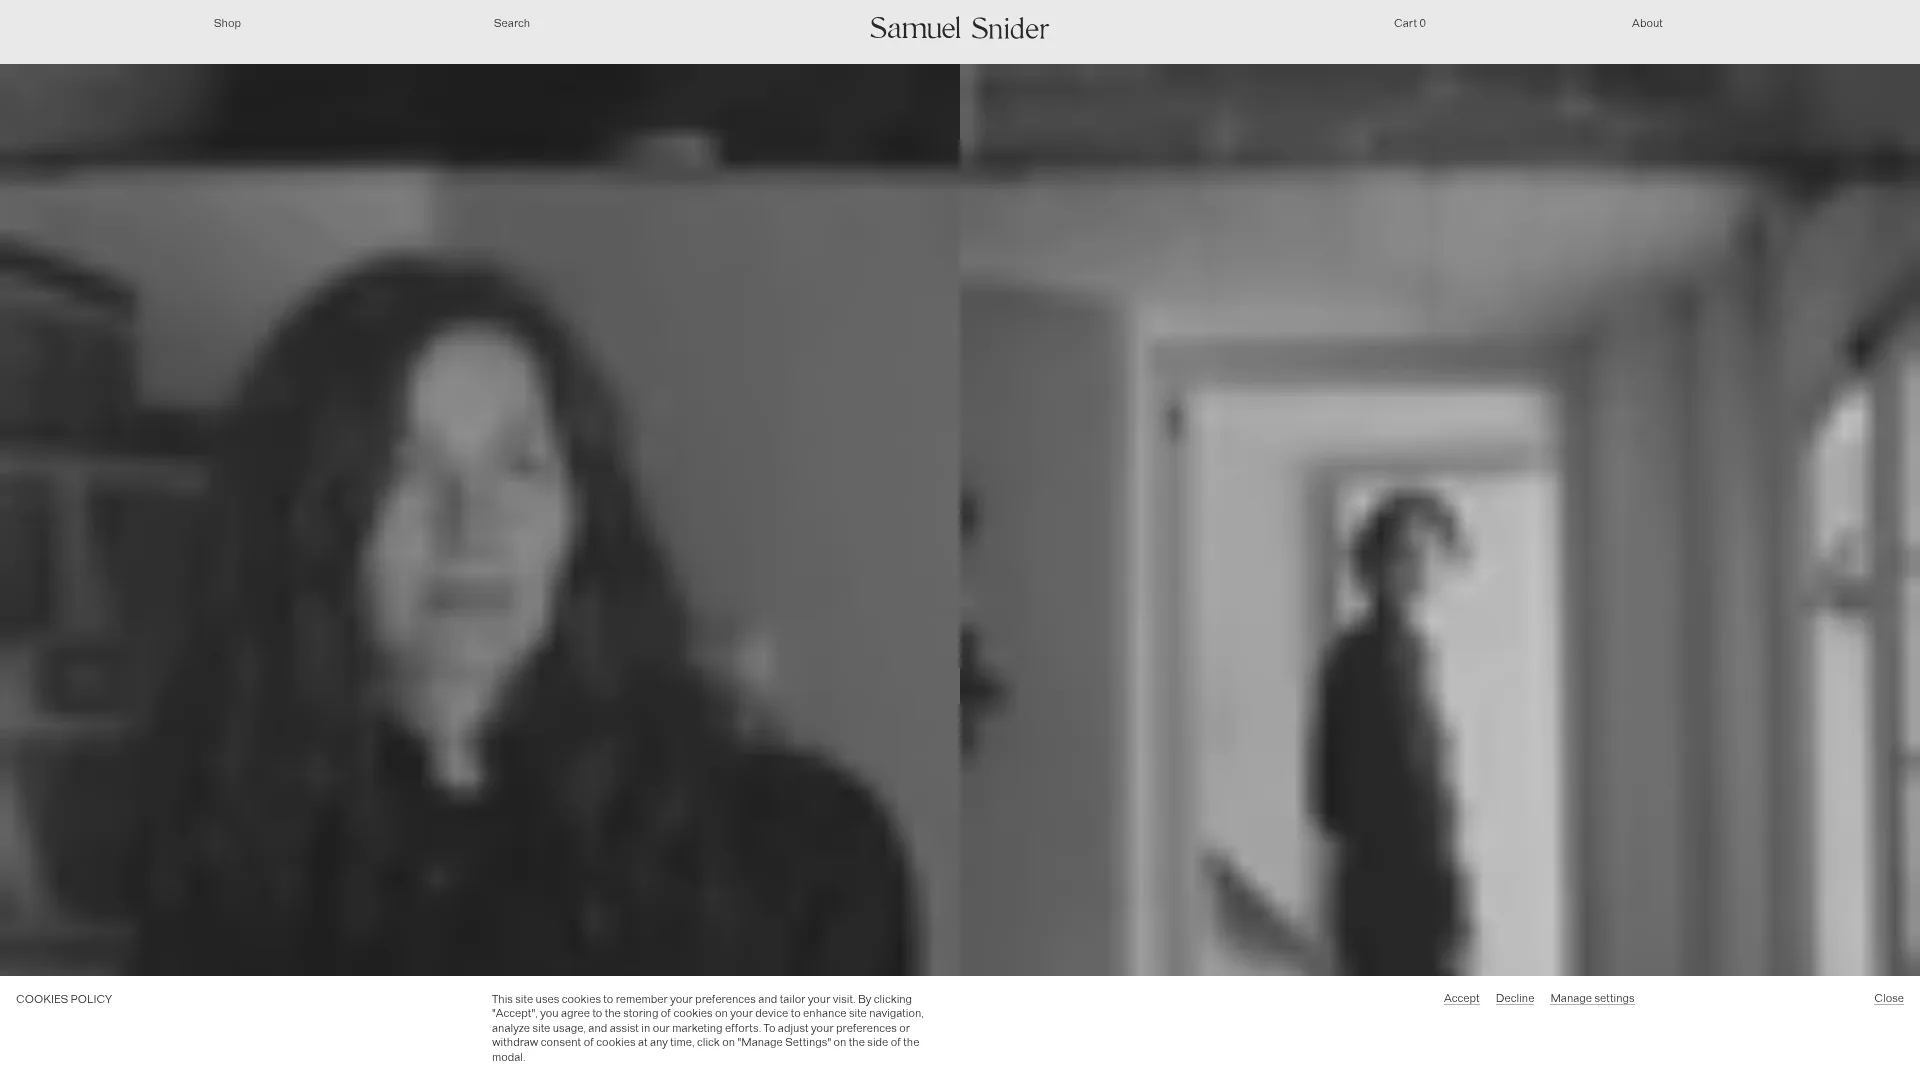 Shop
Search
Samuel Snider
Cart 0
About
COOKIES POLICY
This site uses cookies to remember your preferences and tailor your visit. By clicking
"Accept", you agree to the storing of cookies on your device to enhance site navigation,
analyze site usage, and assist in our marketing efforts. To adjust your preferences or
withdraw consent of cookies at any time, click on "Manage Settings" on the side of the
modal.
Accept
Decline
Manage settings
Close